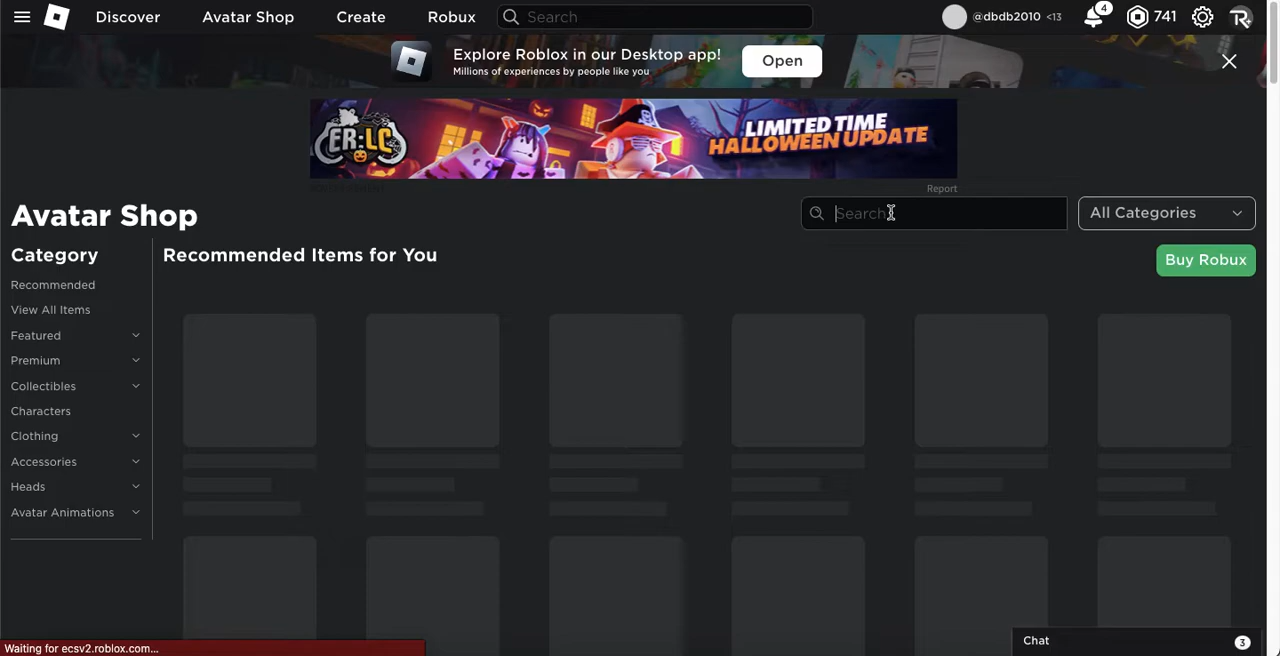 Discover Avatar Shop Create Robux Search @dbdb2010 <13 4 741
Explore Roblox in our Desktop app!
Millions of experiences by people like you
Open
ER:LC
LIMITED TIME
HALLOWEEN UPDATE
Report
Avatar Shop
Search
All Categories
Category
Recommended Items for You
Buy Robux
Recommended
View All Items
Featured
Premium
Collectibles
Characters
Clothing
Accessories
Heads
Avatar Animations
Waiting for ecsv2.roblox.com...
Chat 3